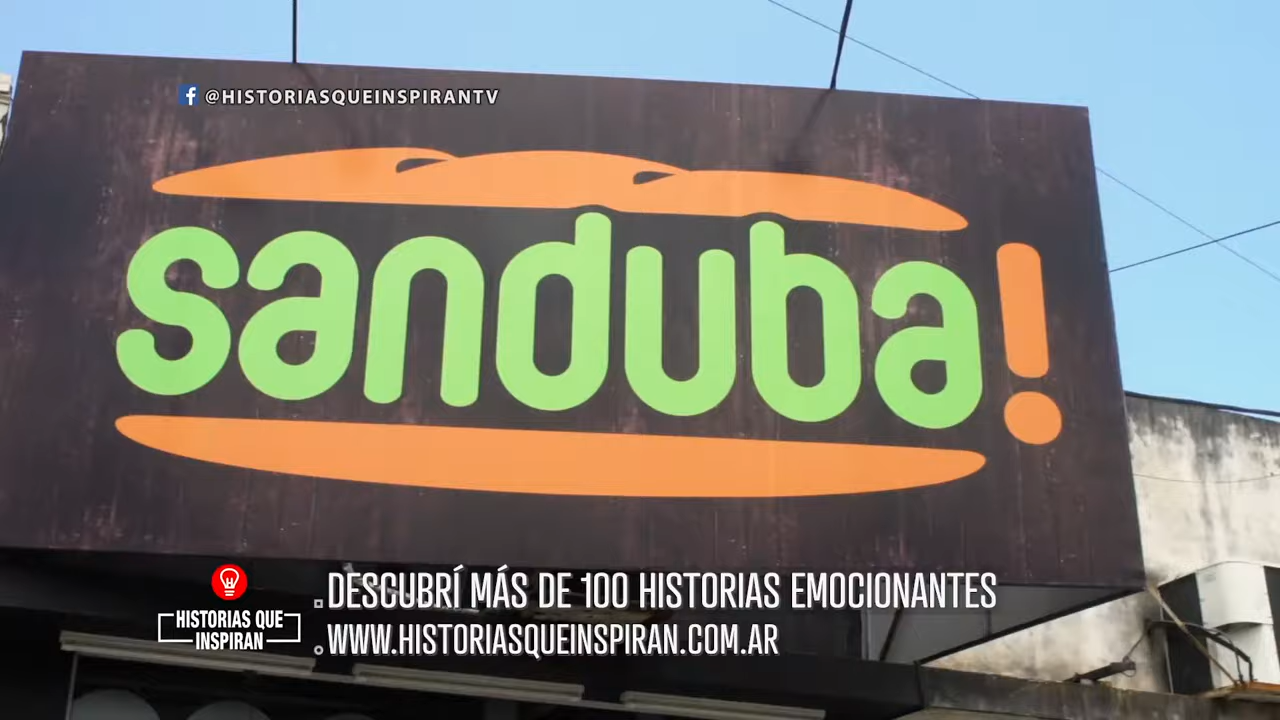 @HISTORIASQUEINSPIRANTV
sanduba!
HISTORIAS QUE
INSPIRAN
DESCUBRÍ MÁS DE 100 HISTORIAS EMOCIONANTES
WWW.HISTORIASQUEINSPIRAN.COM.AR